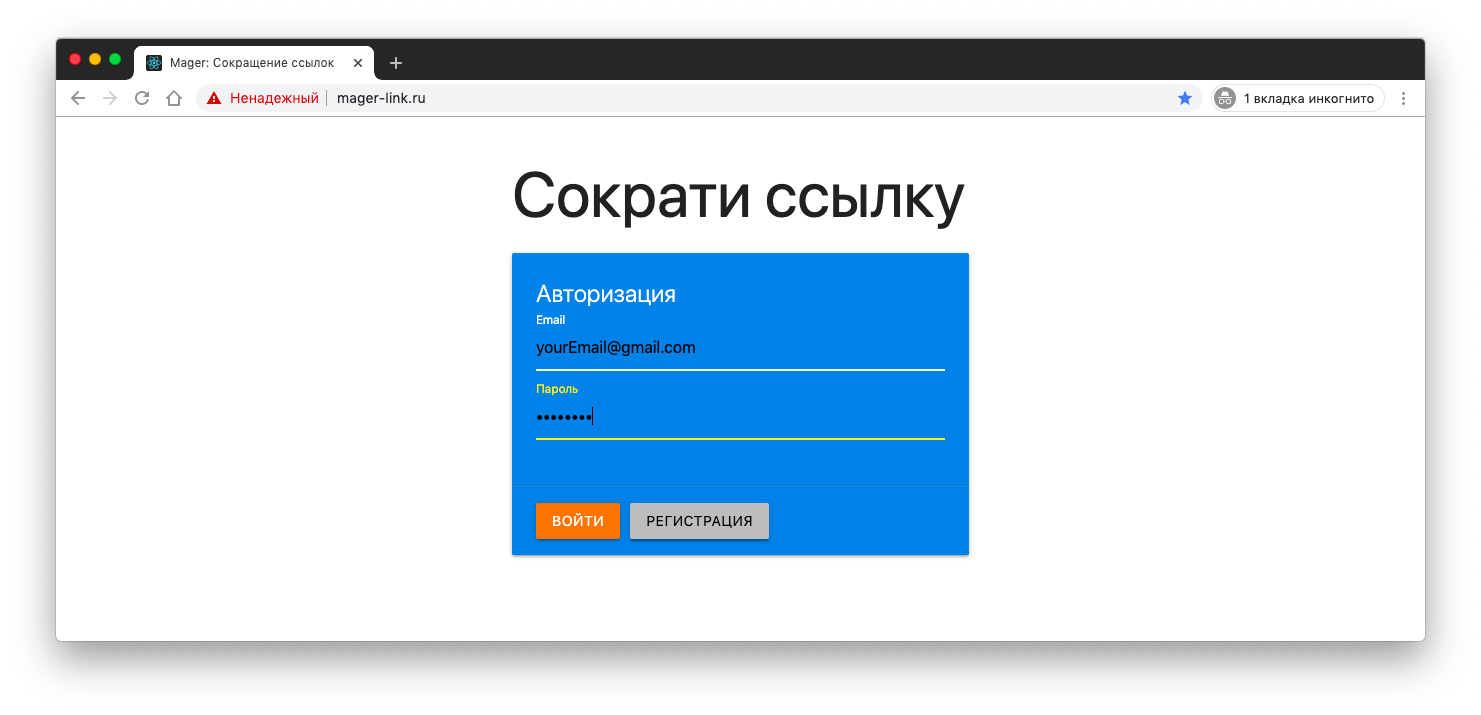 Mager: Сокращение ссылок
Ненадежный mager-link.ru 1 вкладка инкогнито
Сократи ссылку
Авторизация
Email
yourEmail@gmail.com
Пароль
••••••••
ВОЙТИ РЕГИСТРАЦИЯ